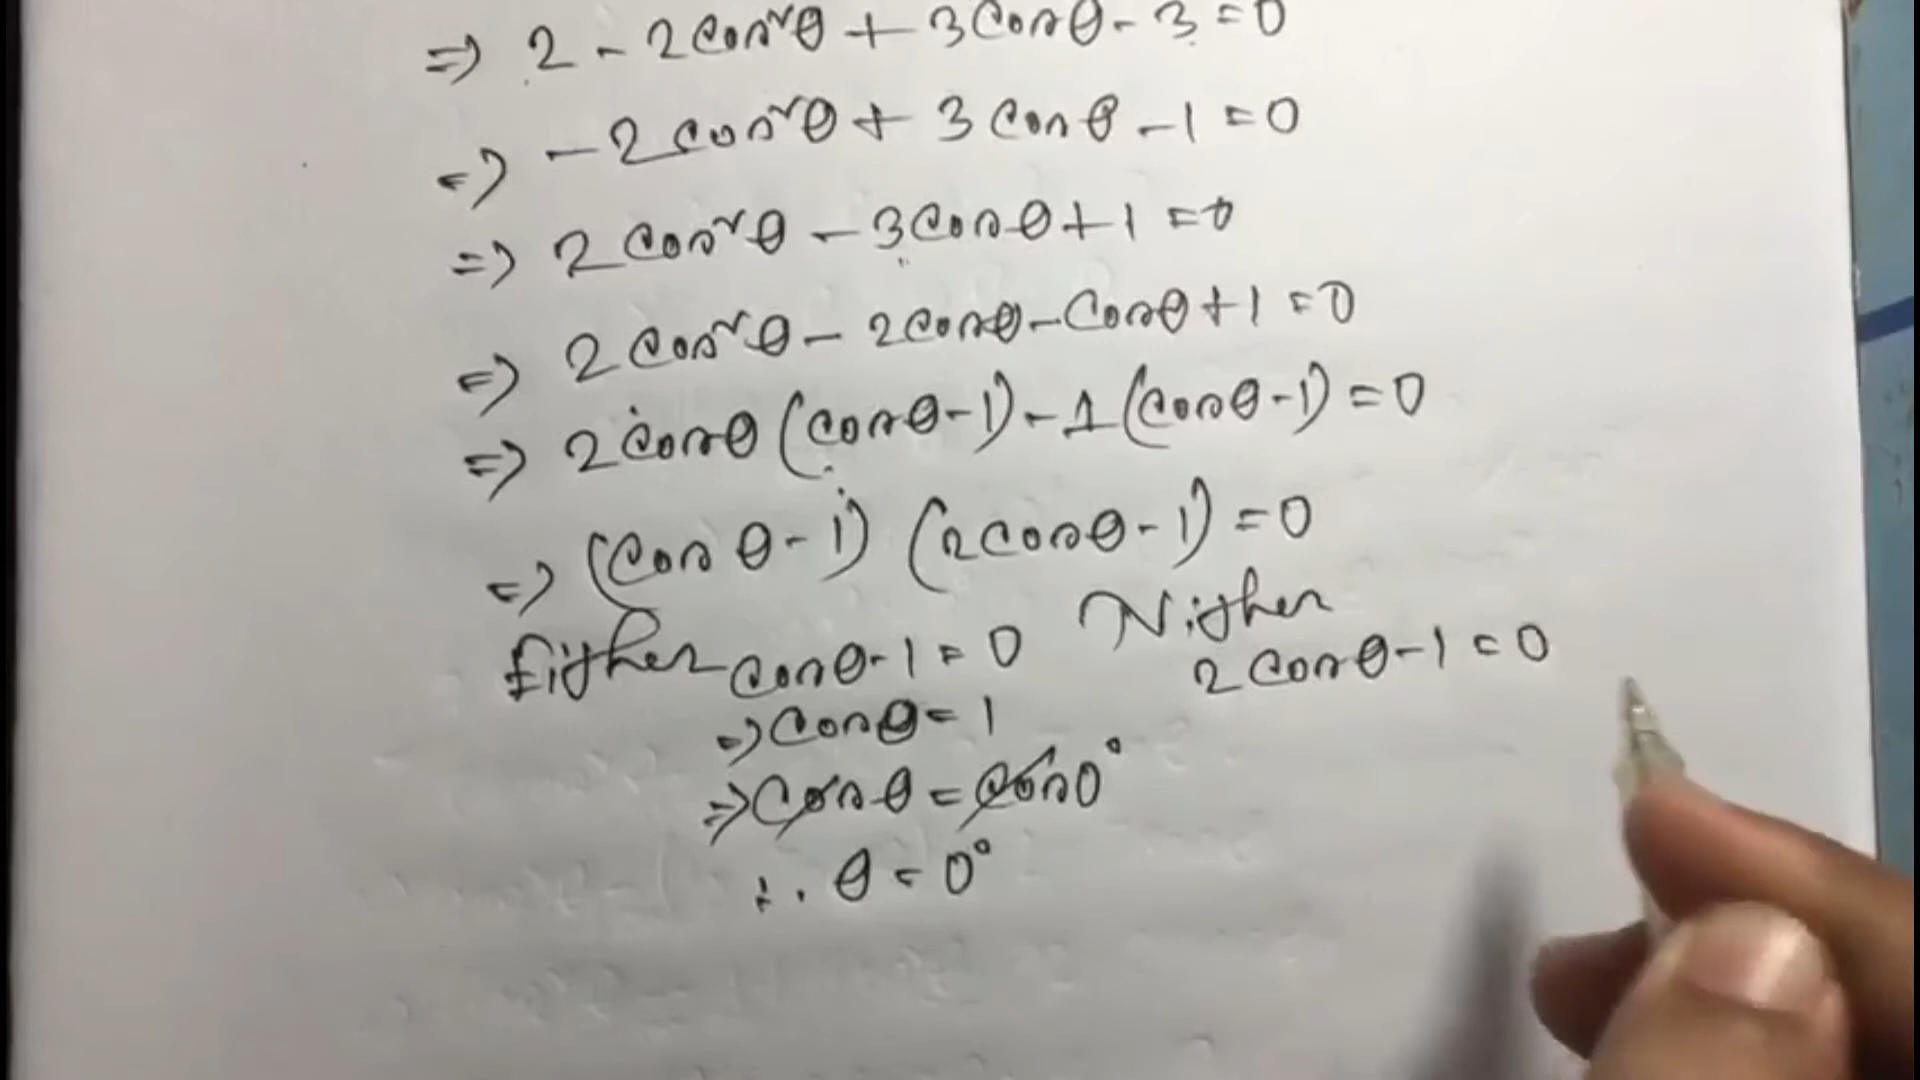 => 2 - 2cos²θ + 3cosθ - 3 = 0
=> -2cos²θ + 3cosθ - 1 = 0
=> 2cos²θ - 3cosθ + 1 = 0
=> 2cos²θ - 2cosθ - cosθ + 1 = 0
=> 2cosθ(cosθ-1) - 1(cosθ-1) = 0
=> (cosθ-1) (2cosθ-1) = 0
Either cosθ-1 = 0 Nither 2cosθ-1 = 0
=> cosθ = 1
=> cosθ = cos0°
∴ θ = 0°